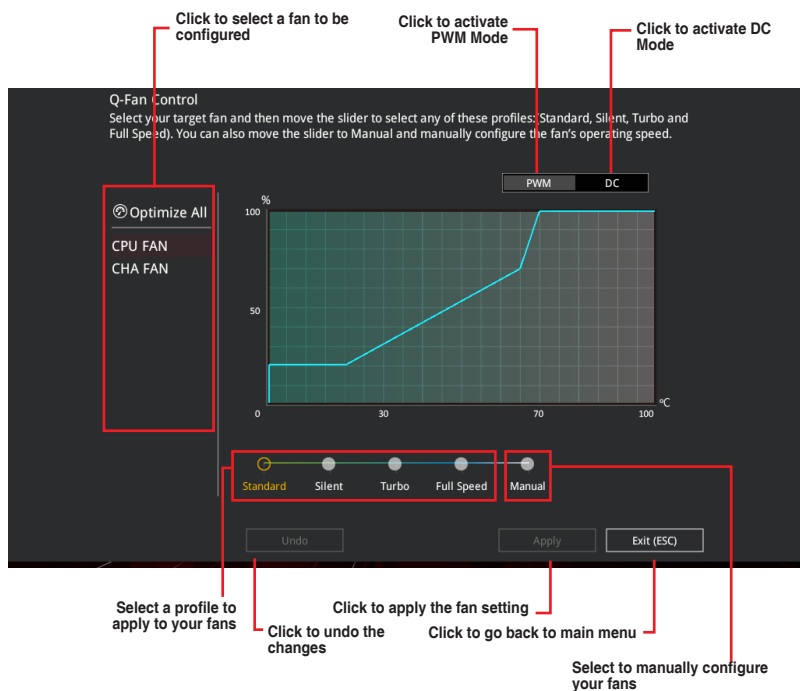 Click to select a fan to be
configured
Click to activate
PWM Mode
Click to activate DC
Mode
Q-Fan Control
Select your target fan and then move the slider to select any of these profiles:(Standard, Silent, Turbo and
Full Speed). You can also move the slider to Manual and manually configure the fan's operating speed.
PWM
DC
Optimize All
CPU FAN
CHA FAN
%
100
50
0
30
70
100
°C
Standard
Silent
Turbo
Full Speed
Manual
Undo
Apply
Exit (ESC)
Select a profile to
apply to your fans
Click to undo the
changes
Click to apply the fan setting
Click to go back to main menu
Select to manually configure
your fans